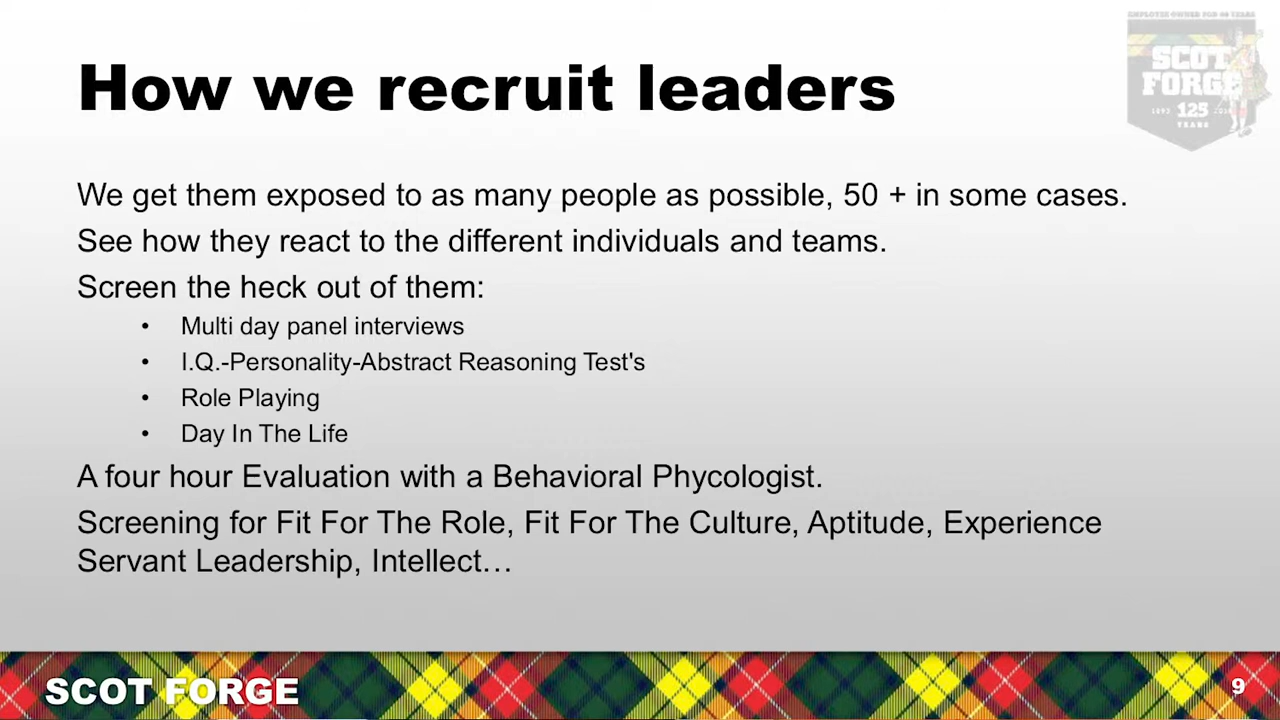 How we recruit leaders
SCOT
FORGE
125
YEARS
We get them exposed to as many people as possible, 50 + in some cases.
See how they react to the different individuals and teams.
Screen the heck out of them:
• Multi day panel interviews
• I.Q.-Personality-Abstract Reasoning Test's
• Role Playing
• Day In The Life
A four hour Evaluation with a Behavioral Phycologist.
Screening for Fit For The Role, Fit For The Culture, Aptitude, Experience
Servant Leadership, Intellect…
SCOT FORGE
9